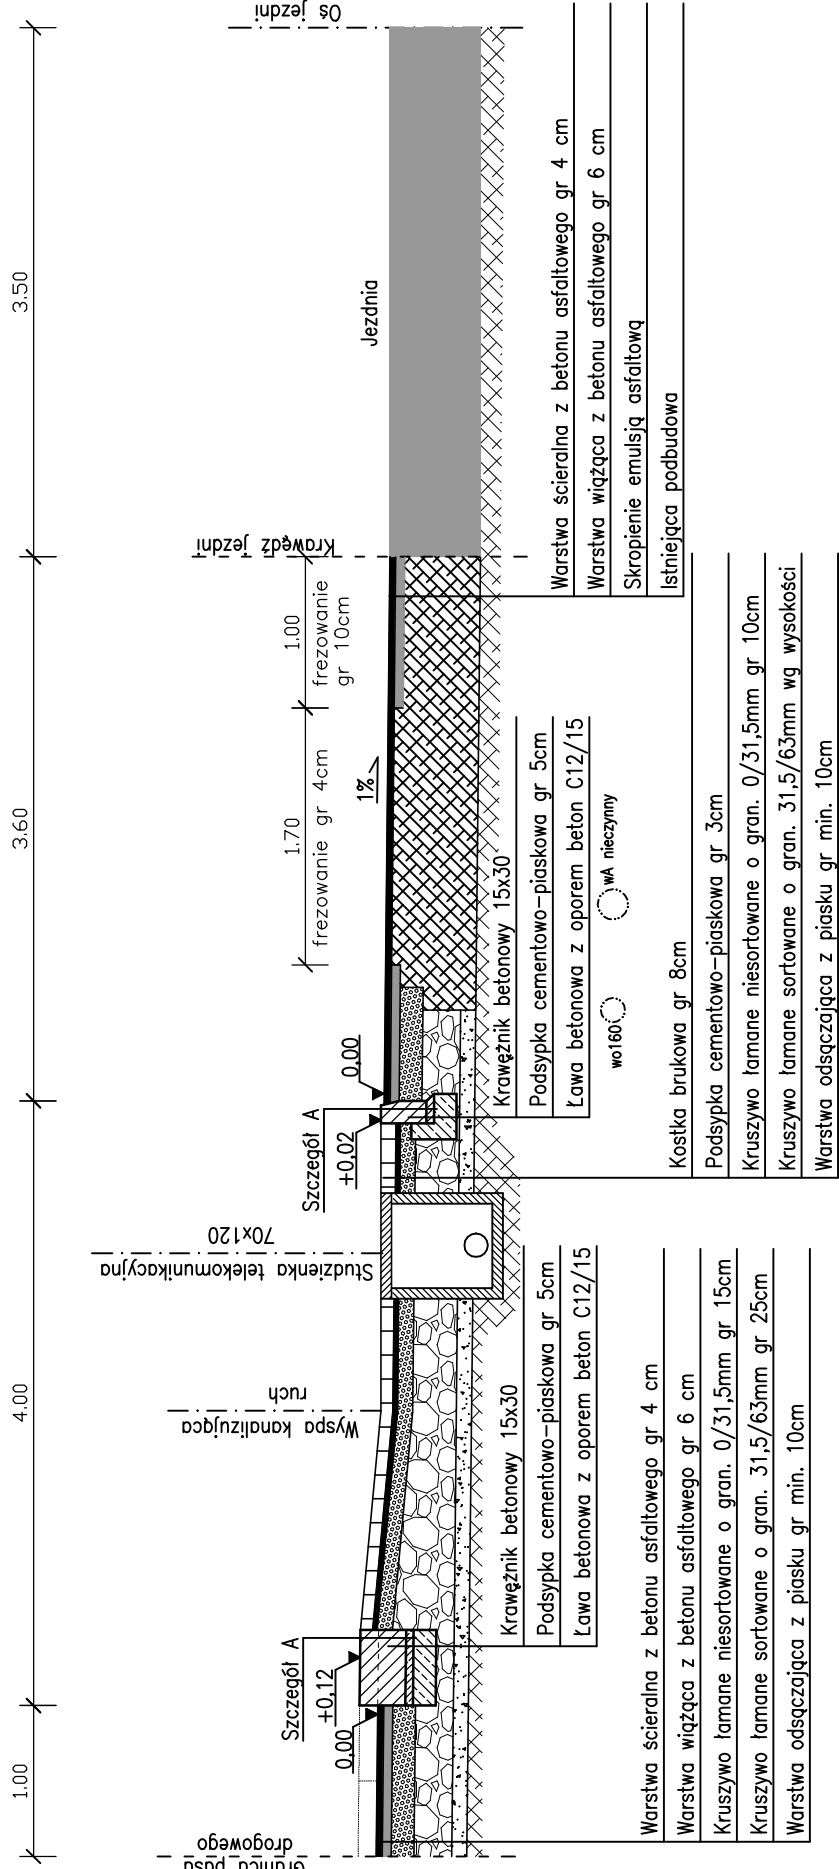 Granica pasa
drogowego
Wyspa kanalizująca
ruch
Studzienka telekomunikacyjna
70x120
Krawędź jezdni
Oś jezdni
1.00
4.00
3.60
3.50
1.70
frezowanie gr 4cm
1.00
frezowanie
gr 10cm
1%
Jezdnia
Szczegół A
+0,12
0,00
Szczegół A
+0,02
0,00
Krawężnik betonowy 15x30
Podsypka cementowo-piaskowa gr 5cm
Ława betonowa z oporem beton C12/15
Krawężnik betonowy 15x30
Podsypka cementowo-piaskowa gr 5cm
Ława betonowa z oporem beton C12/15
wo160
wA nieczynny
Warstwa ścieralna z betonu asfaltowego gr 4 cm
Warstwa wiążąca z betonu asfaltowego gr 6 cm
Skropienie emulsją asfaltową
Istniejąca podbudowa
Kostka brukowa gr 8cm
Podsypka cementowo-piaskowa gr 3cm
Kruszywo łamane niesortowane o gran. 0/31,5mm gr 10cm
Kruszywo łamane sortowane o gran. 31,5/63mm wg wysokości
Warstwa odsączająca z piasku gr min. 10cm
Warstwa ścieralna z betonu asfaltowego gr 4 cm
Warstwa wiążąca z betonu asfaltowego gr 6 cm
Kruszywo łamane niesortowane o gran. 0/31,5mm gr 15cm
Kruszywo łamane sortowane o gran. 31,5/63mm gr 25cm
Warstwa odsączająca z piasku gr min. 10cm